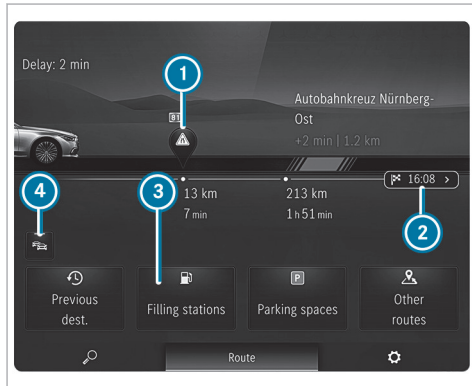 Delay: 2 min
1
Autobahnkreuz Nürnberg-
Ost
+2 min | 1.2 km
16:08
4
3
13 km
213 km
2
7 min
1 h 51 min
Previous
dest.
Filling stations
P
Parking spaces
Other
routes
Route